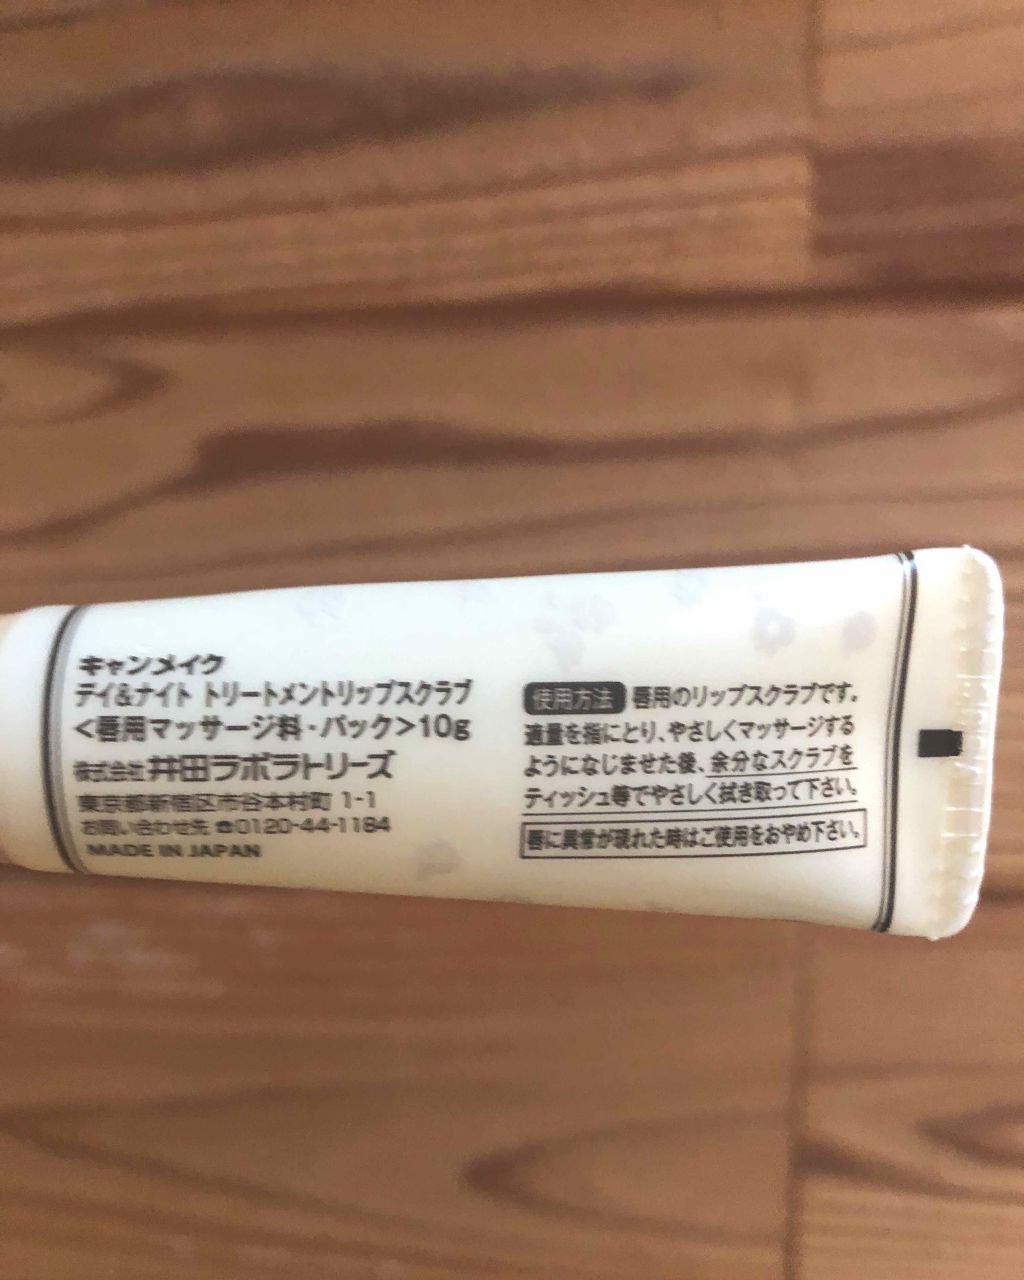 キャンメイク
デイ&ナイト トリートメントリップスクラブ
<唇用マッサージ料・パック>10g
株式会社 井田ラボラトリーズ
東京都新宿区市谷本村町 1-1
お問い合わせ先 ☎0120-44-1184
MADE IN JAPAN
使用方法 唇用のリップスクラブです。
適量を指にとり、やさしくマッサージする
ようになじませた後、余分なスクラブを
ティッシュ等でやさしく拭き取って下さい。
唇に異常が現れた時はご使用をおやめ下さい。